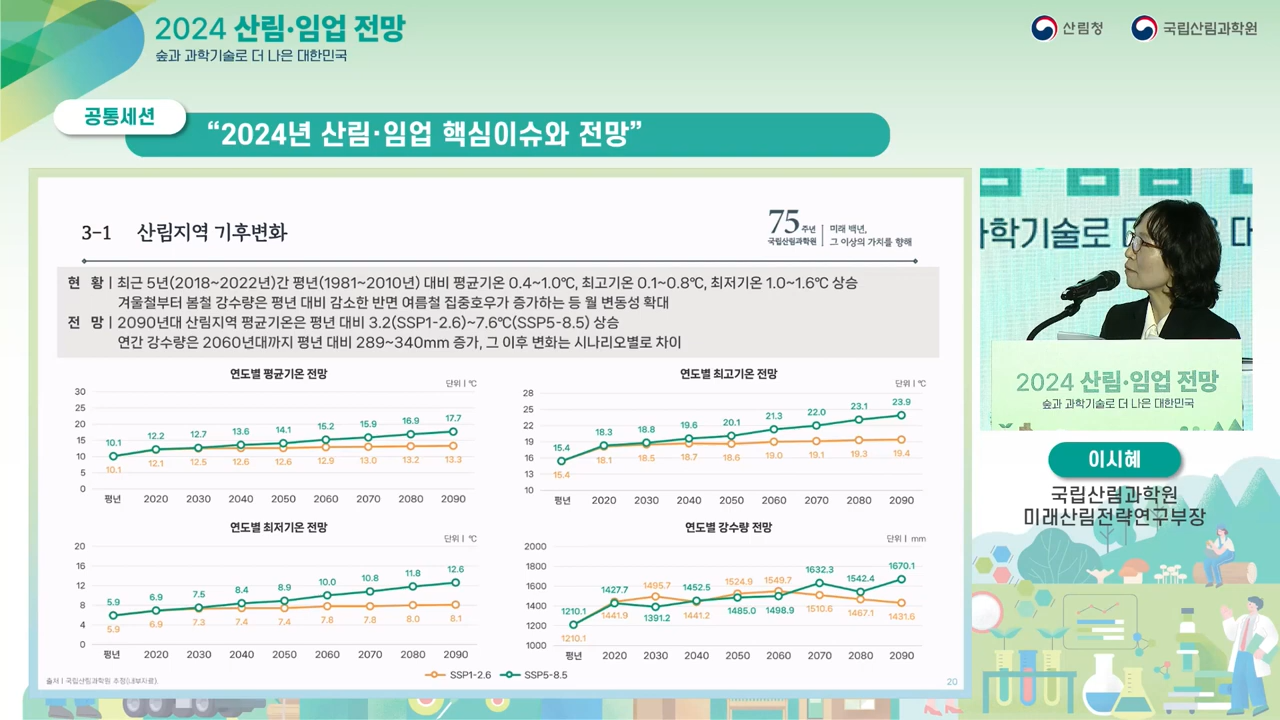 2024 산림·임업 전망
숲과 과학기술로 더 나은 대한민국
산림청
국립산림과학원
공통세션
“2024년 산림·임업 핵심이슈와 전망”
3-1 산림지역 기후변화
75주년
국립산림과학원
미래 백년,
그 이상의 가치를 향해
현 황 | 최근 5년(2018~2022년)간 평년(1981~2010년) 대비 평균기온 0.4~1.0℃, 최고기온 0.1~0.8℃, 최저기온 1.0~1.6℃ 상승
겨울철부터 봄철 강수량은 평년 대비 감소한 반면 여름철 집중호우가 증가하는 등 월 변동성 확대
전 망 | 2090년대 산림지역 평균기온은 평년 대비 3.2(SSP1-2.6)~7.6℃(SSP5-8.5) 상승
연간 강수량은 2060년대까지 평년 대비 289~340mm 증가, 그 이후 변화는 시나리오별로 차이
연도별 평균기온 전망
단위 | ℃
30
25
20
15
10
5
0
10.1 12.2 12.7 13.6 14.1 15.2 15.9 16.9 17.7
10.1 12.1 12.5 12.6 12.6 12.9 13.0 13.2 13.3
평년 2020 2030 2040 2050 2060 2070 2080 2090
연도별 최고기온 전망
단위 | ℃
28
25
22
19
16
13
10
15.4 18.3 18.8 19.6 20.1 21.3 22.0 23.1 23.9
15.4 18.1 18.5 18.7 18.6 19.0 19.1 19.3 19.4
평년 2020 2030 2040 2050 2060 2070 2080 2090
연도별 최저기온 전망
단위 | ℃
20
16
12
8
4
0
5.9 6.9 7.5 8.4 8.9 10.0 10.8 11.8 12.6
5.9 6.9 7.3 7.4 7.4 7.8 7.8 8.0 8.1
평년 2020 2030 2040 2050 2060 2070 2080 2090
연도별 강수량 전망
단위 | mm
2000
1800
1600
1400
1200
1000
1210.1 1427.7 1495.7 1452.5 1524.9 1549.7 1632.3 1542.4 1670.1
1210.1 1441.9 1391.2 1441.2 1485.0 1498.9 1510.6 1467.1 1431.6
평년 2020 2030 2040 2050 2060 2070 2080 2090
SSP1-2.6 SSP5-8.5
출처 | 국립산림과학원 추정(내부자료).
20
과학기술로 더
대한
2024 산림·임업 전망
숲과 과학기술로 더 나은 대한민국
이시혜
국립산림과학원
미래산림전략연구부장